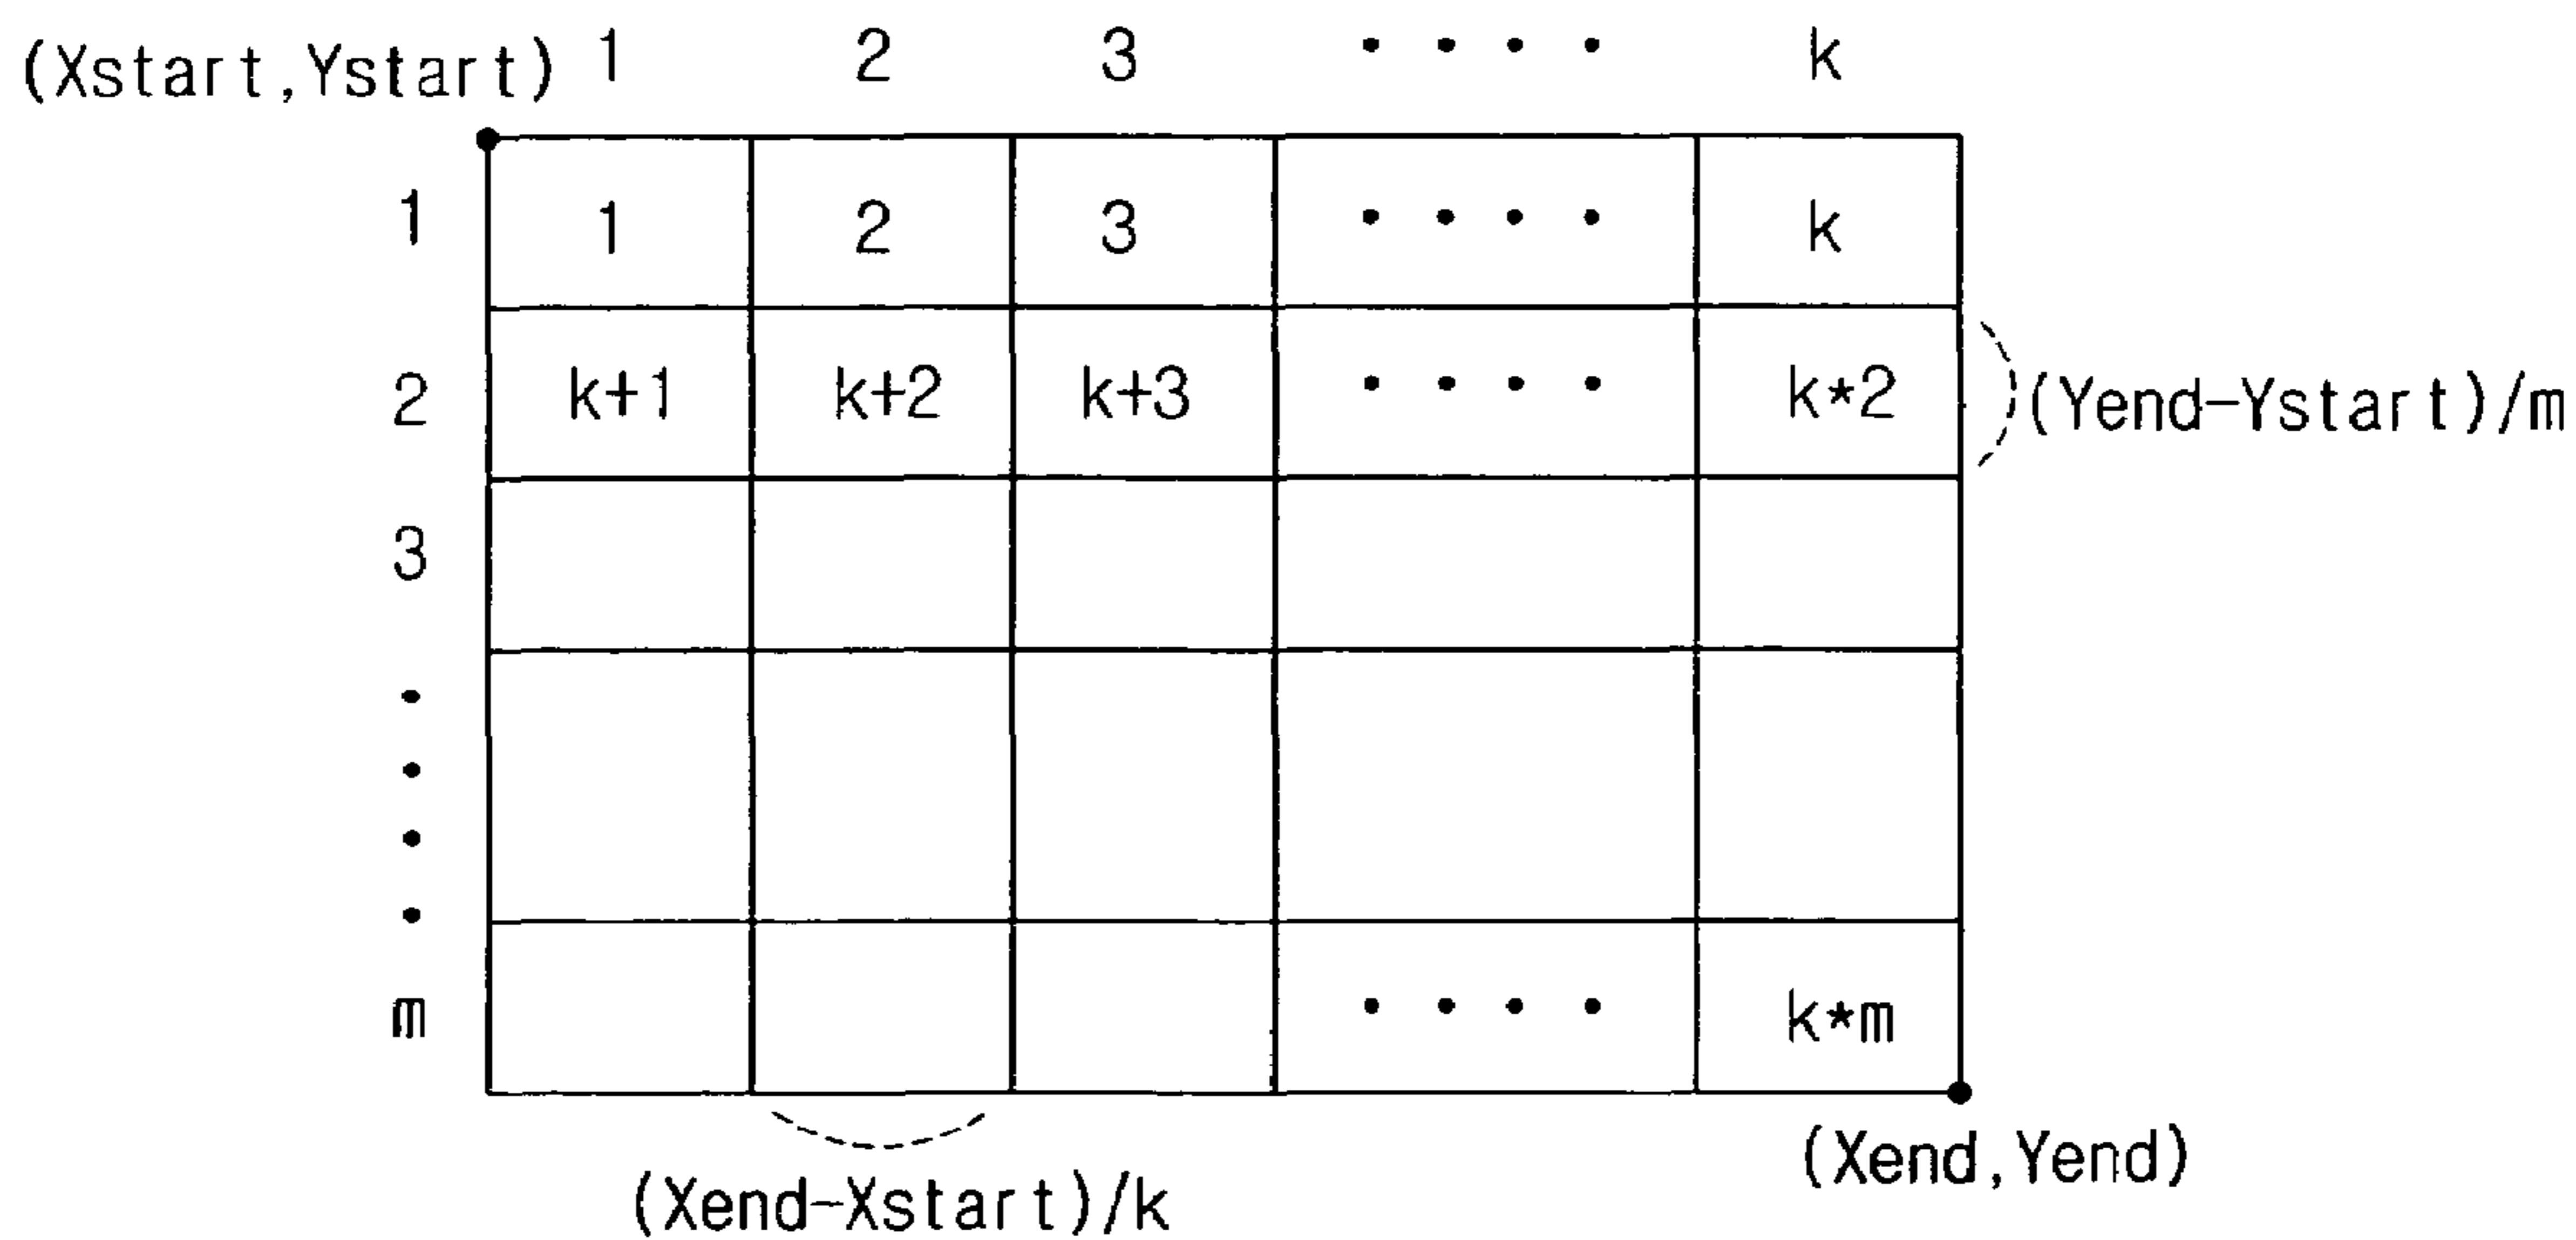 (Xstart,Ystart) 1 2 3 • • • • k
1 1 2 3 • • • • k
2 k+1 k+2 k+3 • • • • k*2 (Yend-Ystart)/m
3
•
•
•
•
m • • • • k*m
(Xend,Yend)
(Xend-Xstart)/k